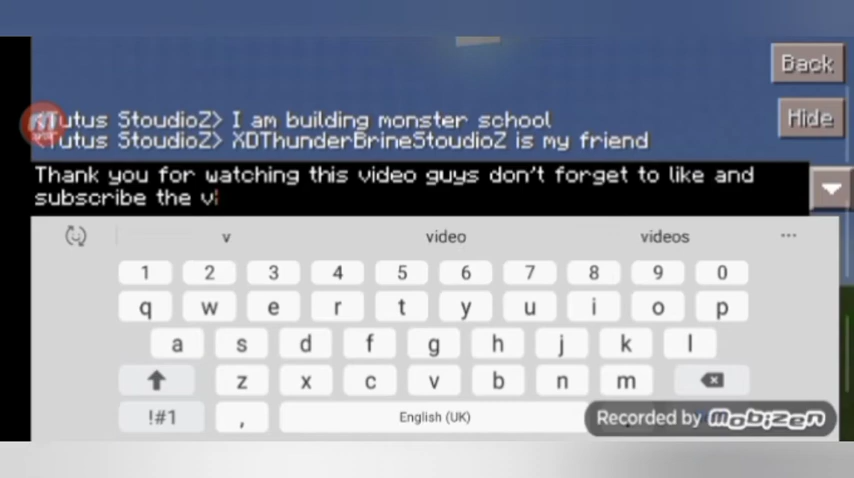 Back
<Tutus StoudioZ> I am building monster school
Hide
<Tutus StoudioZ> XDThunderBrineStoudioZ is my friend
Thank you for watching this video guys don't forget to like and
subscribe the v
v video videos ...
1 2 3 4 5 6 7 8 9 0
q w e r t y u i o p
a s d f g h j k l
z x c v b n m
!#1 , English (UK)
Recorded by mobizen